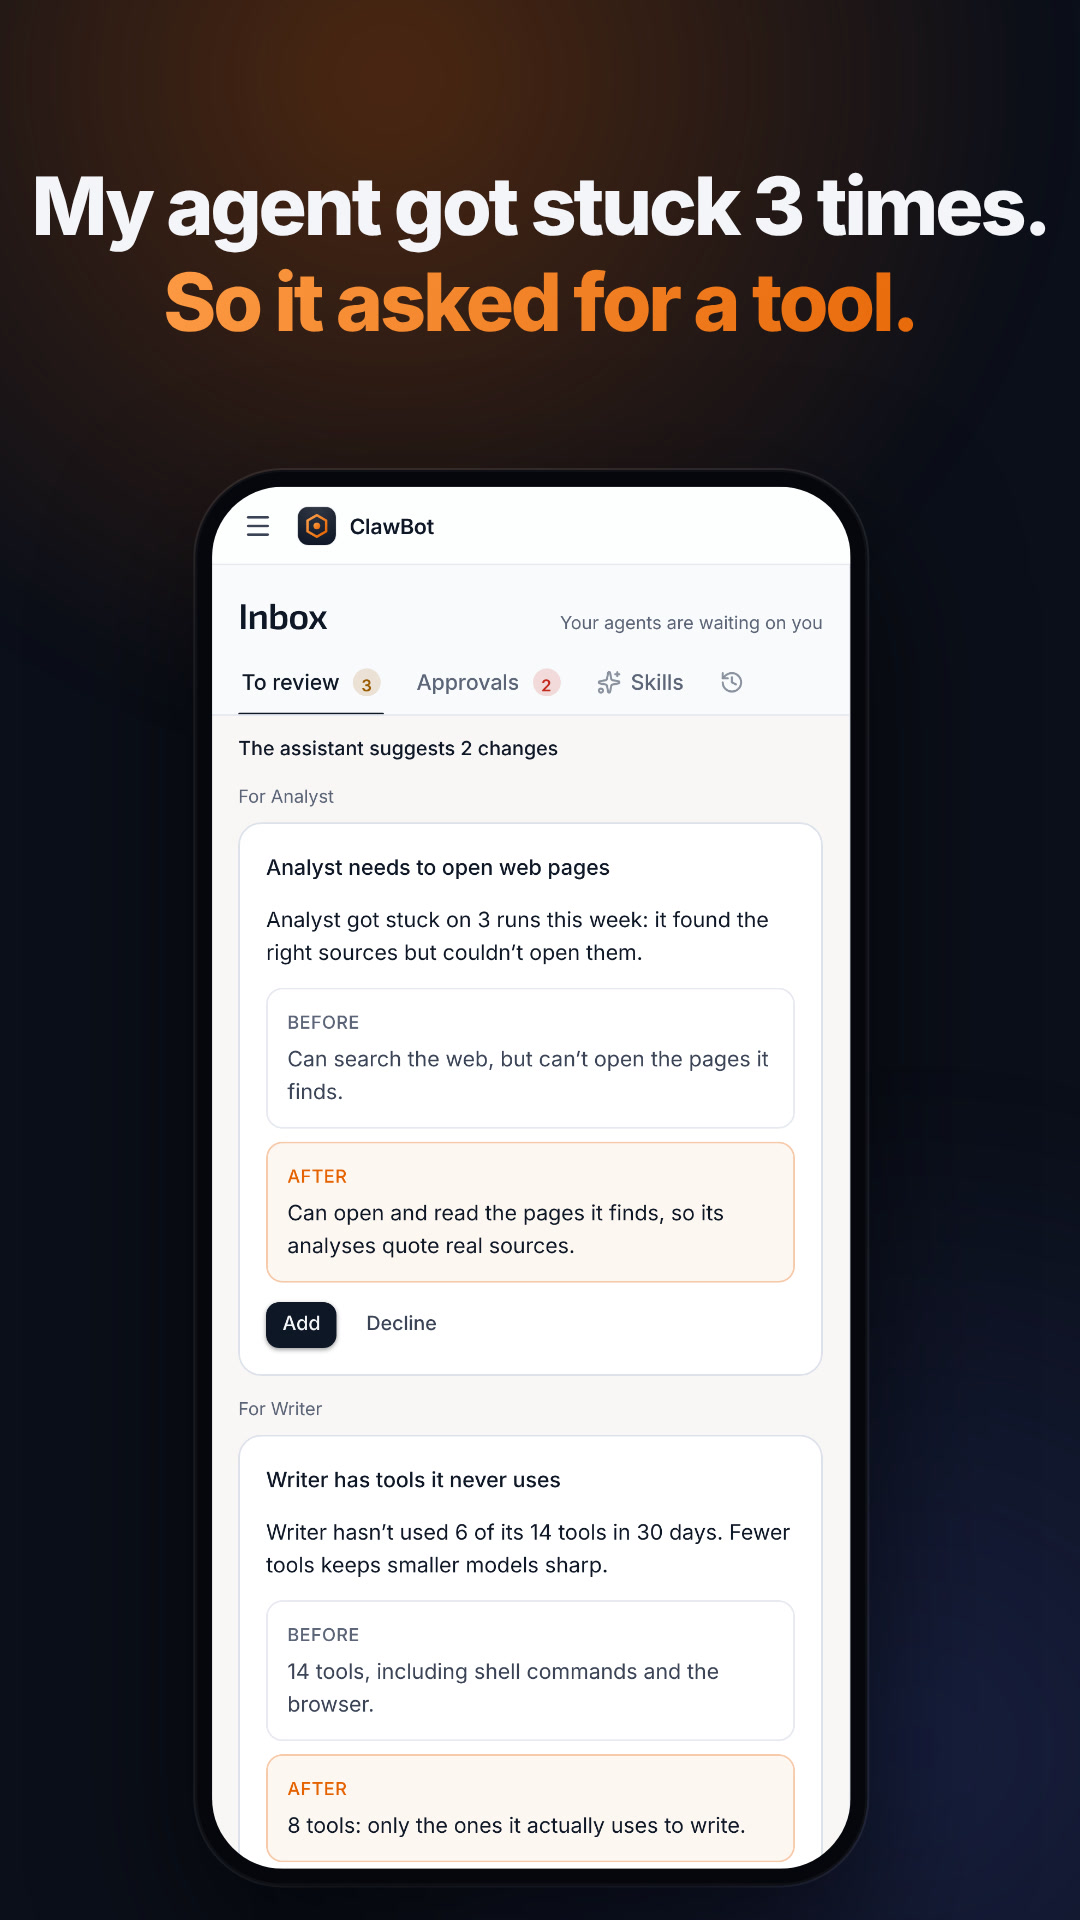 My agent got stuck 3 times.
So it asked for a tool.
ClawBot
Inbox
Your agents are waiting on you
To review 3
Approvals 2
Skills
The assistant suggests 2 changes
For Analyst
Analyst needs to open web pages
Analyst got stuck on 3 runs this week: it found the
right sources but couldn’t open them.
BEFORE
Can search the web, but can’t open the pages it
finds.
AFTER
Can open and read the pages it finds, so its
analyses quote real sources.
Add
Decline
For Writer
Writer has tools it never uses
Writer hasn’t used 6 of its 14 tools in 30 days. Fewer
tools keeps smaller models sharp.
BEFORE
14 tools, including shell commands and the
browser.
AFTER
8 tools: only the ones it actually uses to write.